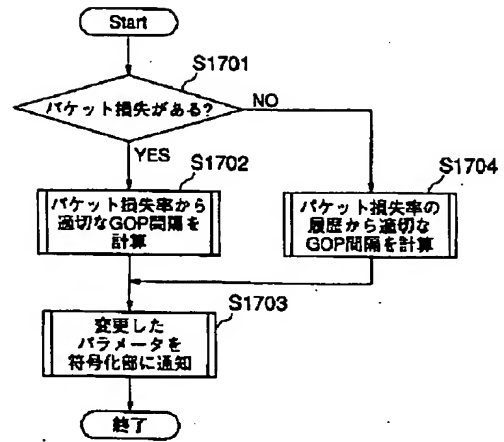 Start
S1701
パケット損失がある?
NO
YES
S1702
パケット損失率から
適切なGOP間隔を
計算
S1704
パケット損失率の
履歴から適切な
GOP間隔を計算
S1703
変更した
パラメータを
符号化部に通知
終了